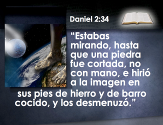 Daniel 2:34
“Estabas
mirando, hasta
que una piedra
fue cortada, no
con mano, e hirió
a la imagen en
sus pies de hierro y de barro
cocido, y los desmenuzó.”